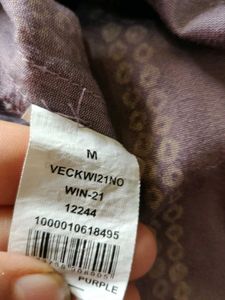 M
VECKWI21NO
WIN-21
12244
1000010618495
PURPLE